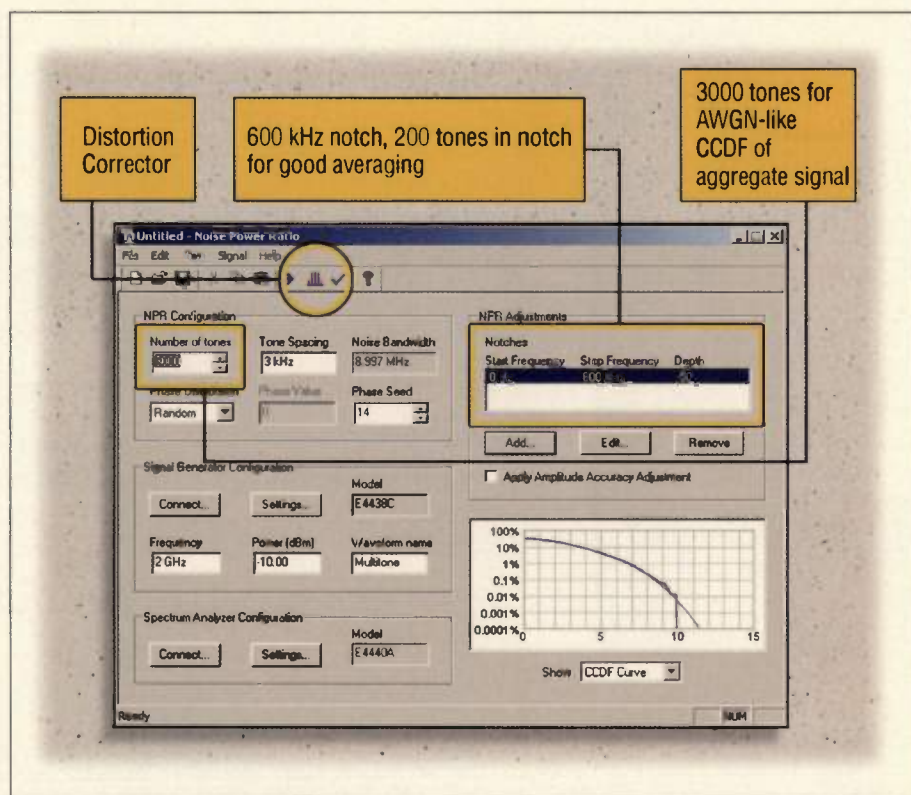 Distortion
Corrector
600 kHz notch, 200 tones in notch
for good averaging
3000 tones for
AWGN-like
CCDF of
aggregate signal
Untitled - Noise Power Ratio
File Edit Signal Help
NPR Configuration
Number of tones
Tone Spacing
Noise Bandwidth
3 kHz
8.997 MHz
Phase Value
Phase Seed
Random
0
14
NPR Adjustments
Notches
Start Frequency Stop Frequency Depth
Add... Edit... Remove
Apply Amplitude Accuracy Adjustment
Signal Generator Configuration
Model
Connect... Settings... E4438C
Frequency
Power (dBm)
Waveform name
2 GHz
-10.00
Multitone
Spectrum Analyzer Configuration
Model
Connect... Settings... E4440A
100%
10%
1%
0.1%
0.01%
0.001%
0.0001%
0 5 10 15
Show CCDF Curve
Ready
NUM